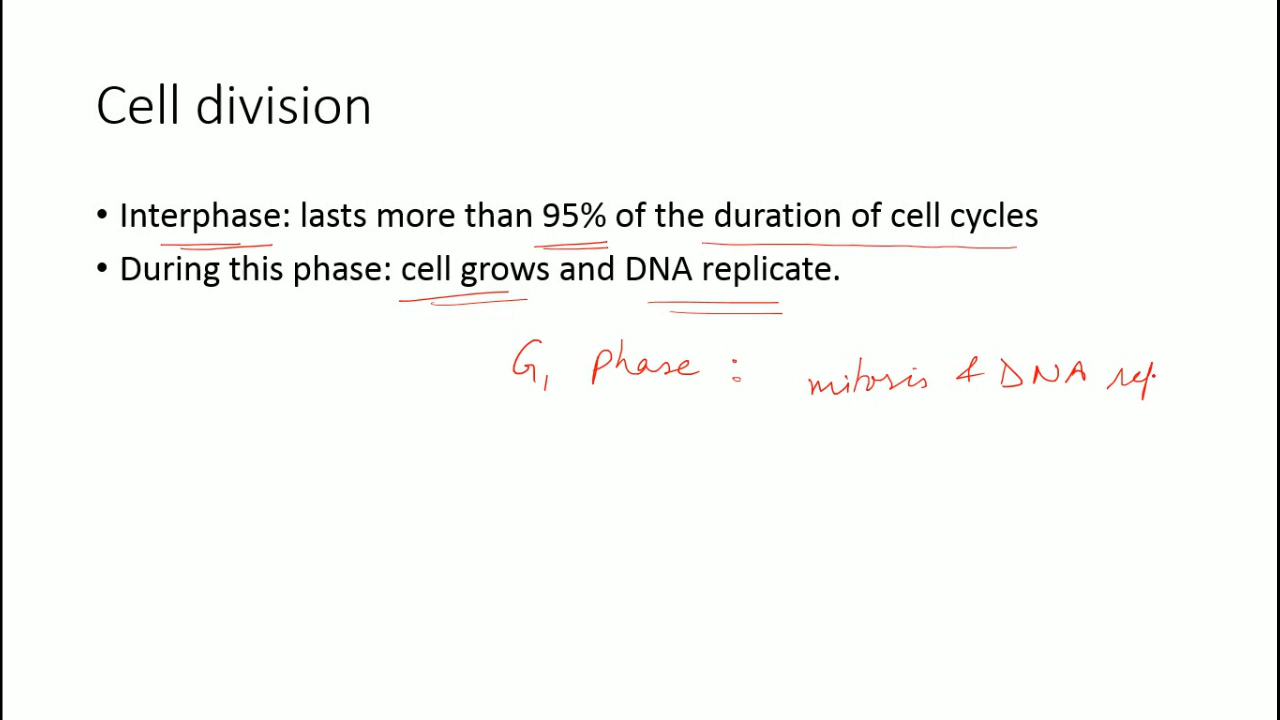 Cell division
• Interphase: lasts more than 95% of the duration of cell cycles
• During this phase: cell grows and DNA replicate.
G₁ phase : mitosis & DNA rep.